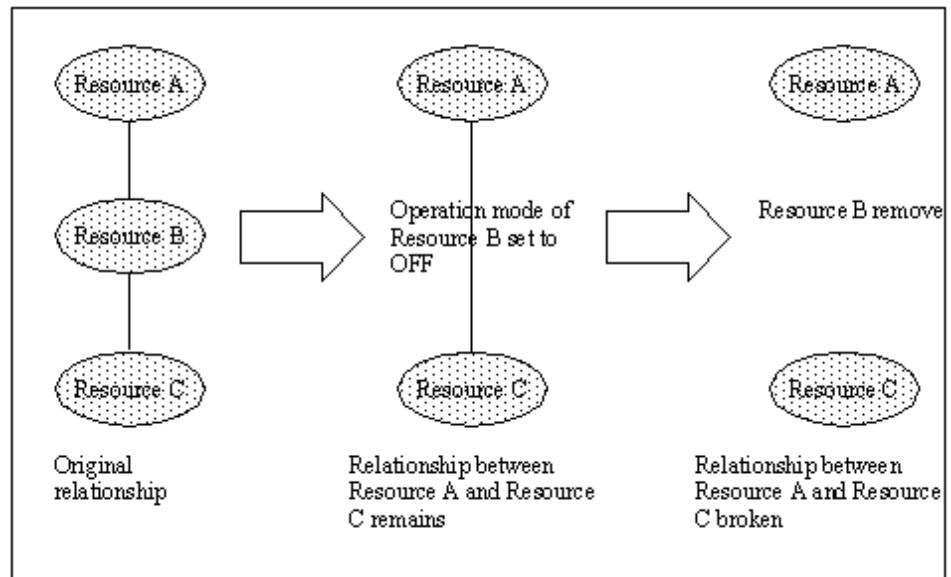 Resource A
Resource B
Resource C
Original
relationship
Resource A
Operation mode of
Resource B set to
OFF
Resource C
Relationship between
Resource A and Resource
C remains
Resource A
Resource B remove
Resource C
Relationship between
Resource A and Resource
C broken